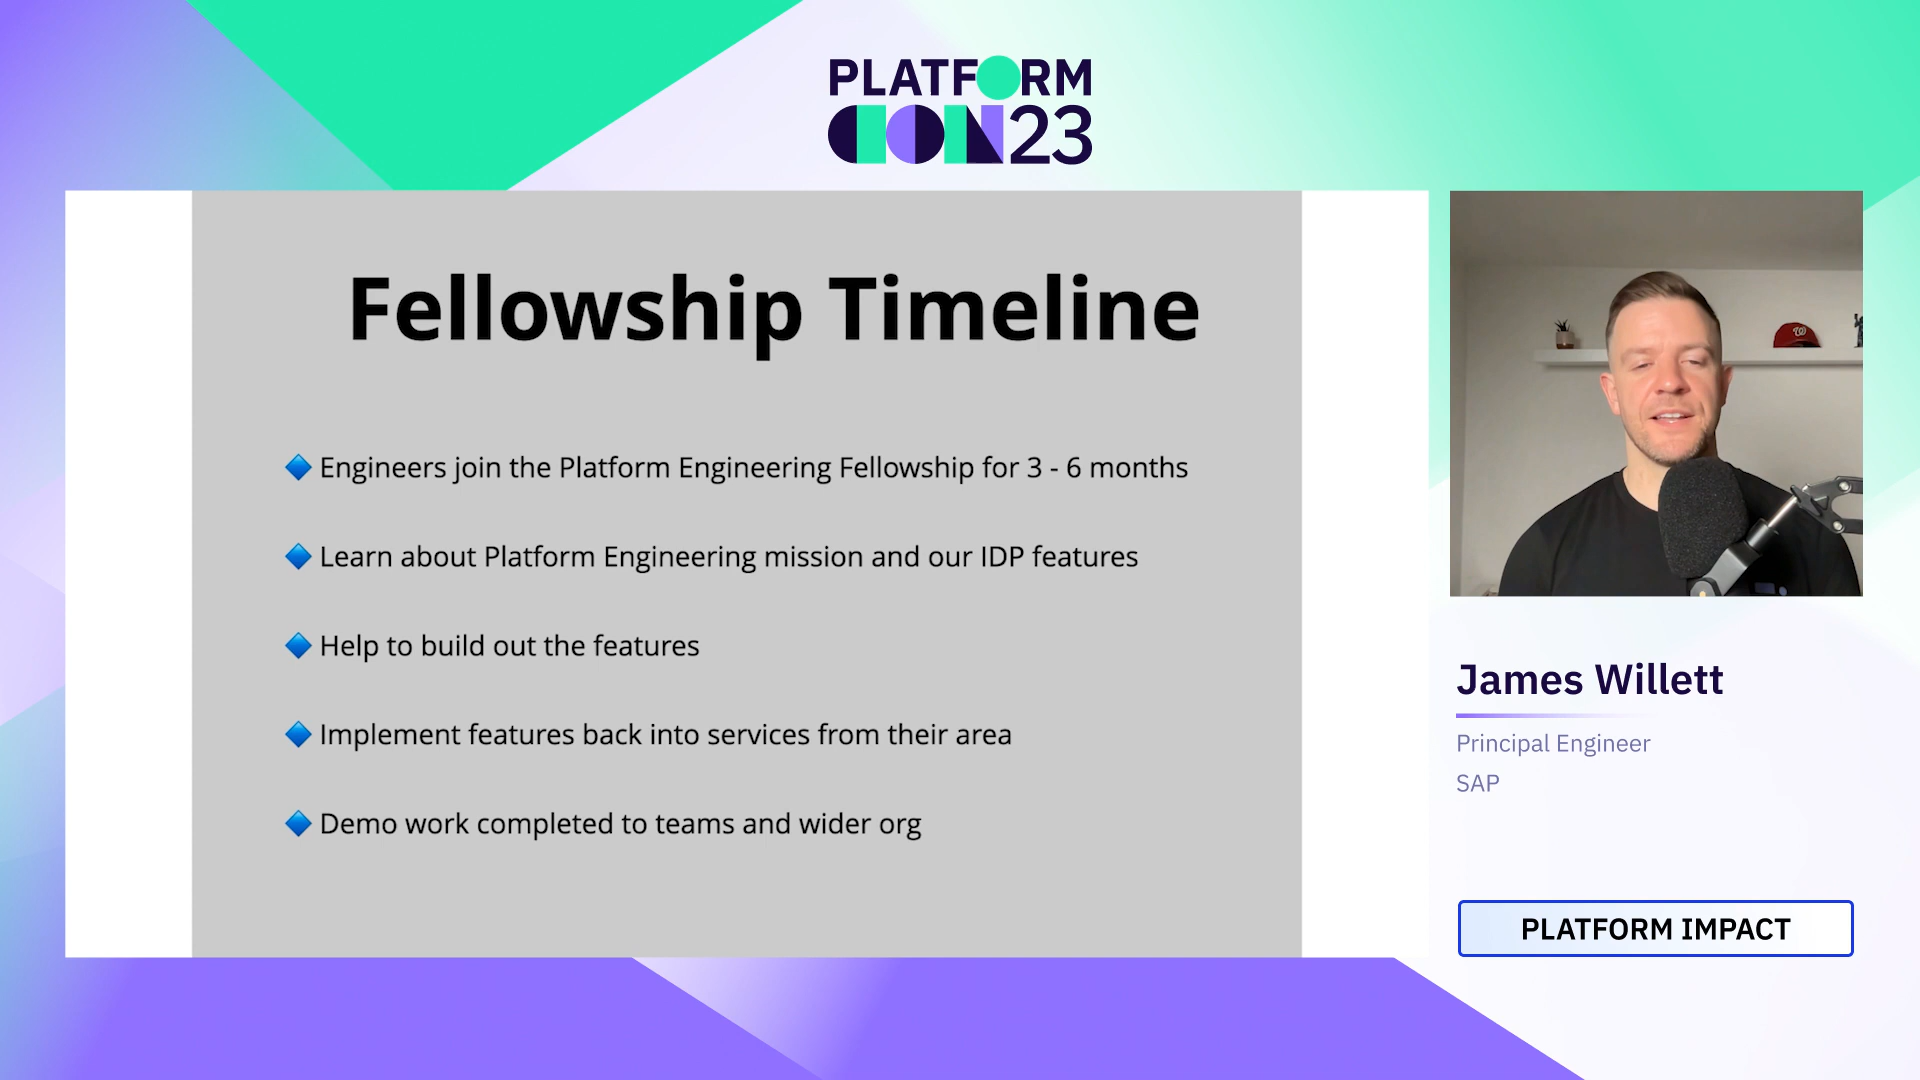 PLATFORM
CON23
Fellowship Timeline
🔷 Engineers join the Platform Engineering Fellowship for 3 - 6 months
🔷 Learn about Platform Engineering mission and our IDP features
🔷 Help to build out the features
🔷 Implement features back into services from their area
🔷 Demo work completed to teams and wider org
W
James Willett
Principal Engineer
SAP
PLATFORM IMPACT